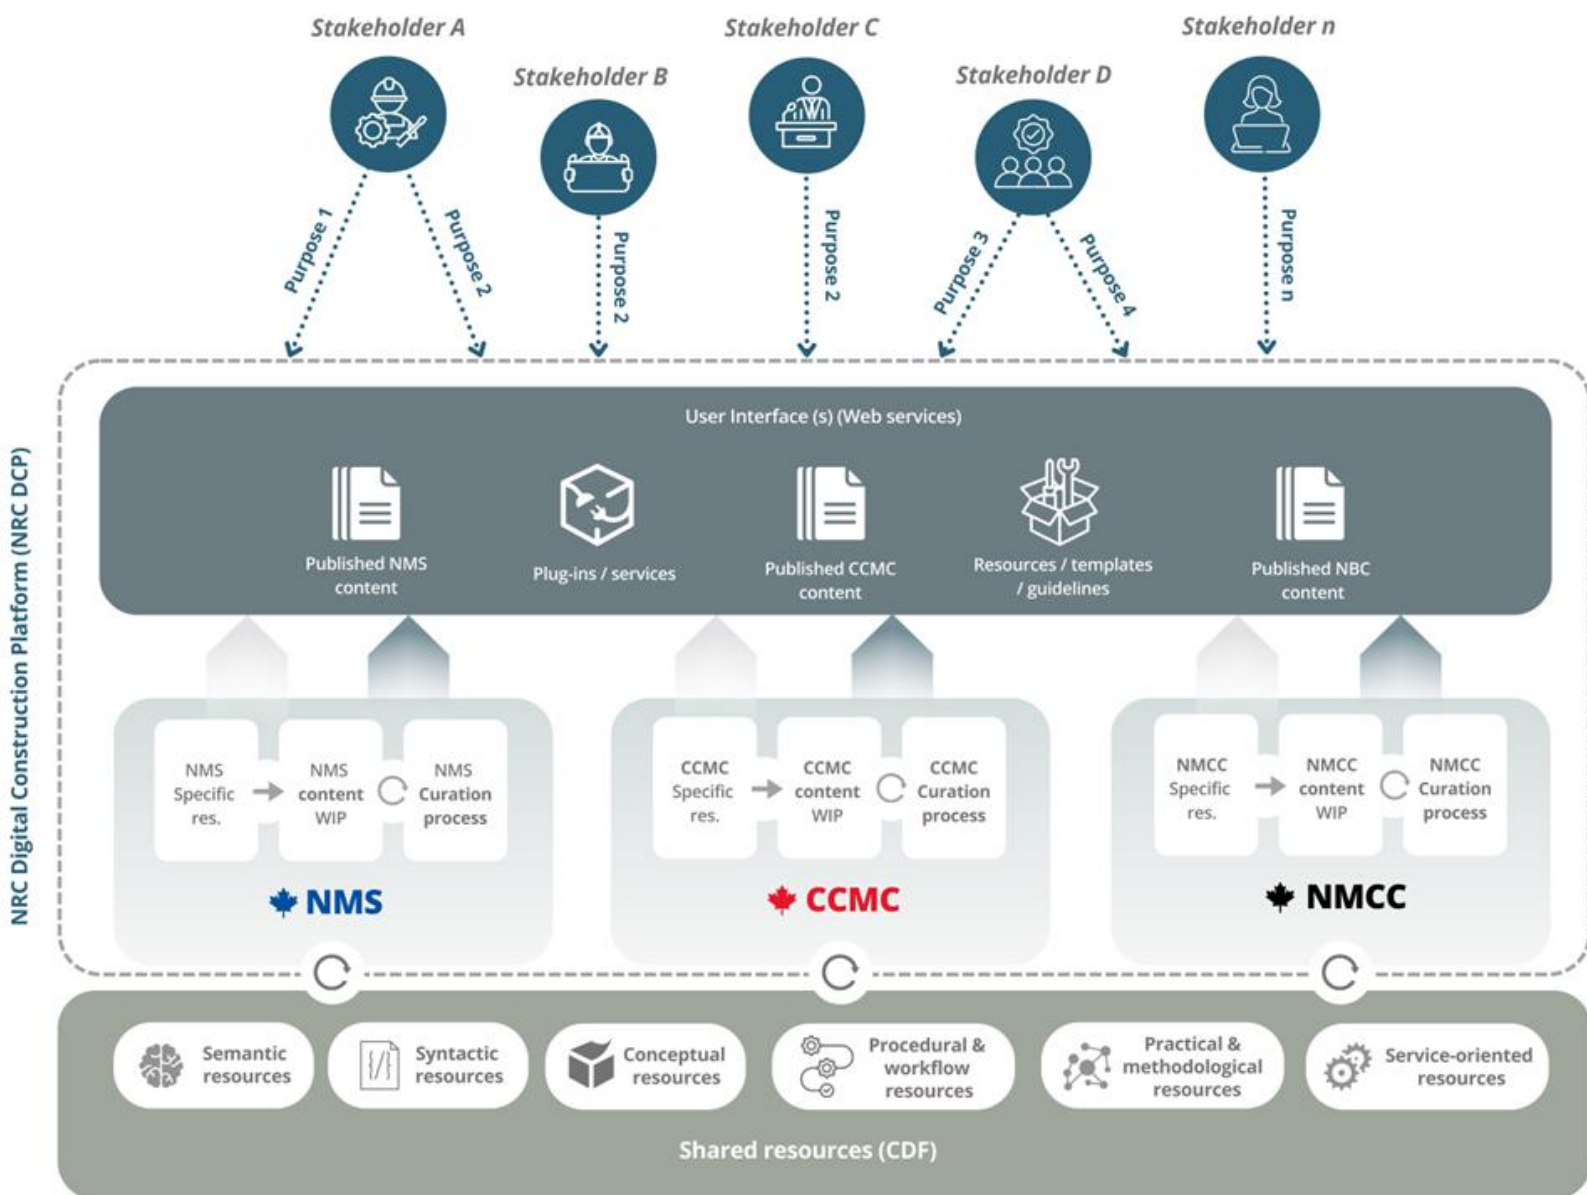 Stakeholder A
Stakeholder B
Stakeholder C
Stakeholder D
Stakeholder n
Purpose 1
Purpose 2
Purpose 2
Purpose 2
Purpose 3
Purpose 4
Purpose n
NRC Digital Construction Platform (NRC DCP)
User Interface (s) (Web services)
Published NMS
content
Plug-ins / services
Published CCMC
content
Resources / templates
/ guidelines
Published NBC
content
NMS
Specific
res.
NMS
content
WIP
NMS
Curation
process
NMS
CCMC
Specific
res.
CCMC
content
WIP
CCMC
Curation
process
CCMC
NMCC
Specific
res.
NMCC
content
WIP
NMCC
Curation
process
NMCC
Semantic
resources
{/}
Syntactic
resources
Conceptual
resources
Procedural &
workflow
resources
Practical &
methodological
resources
Service-oriented
resources
Shared resources (CDF)